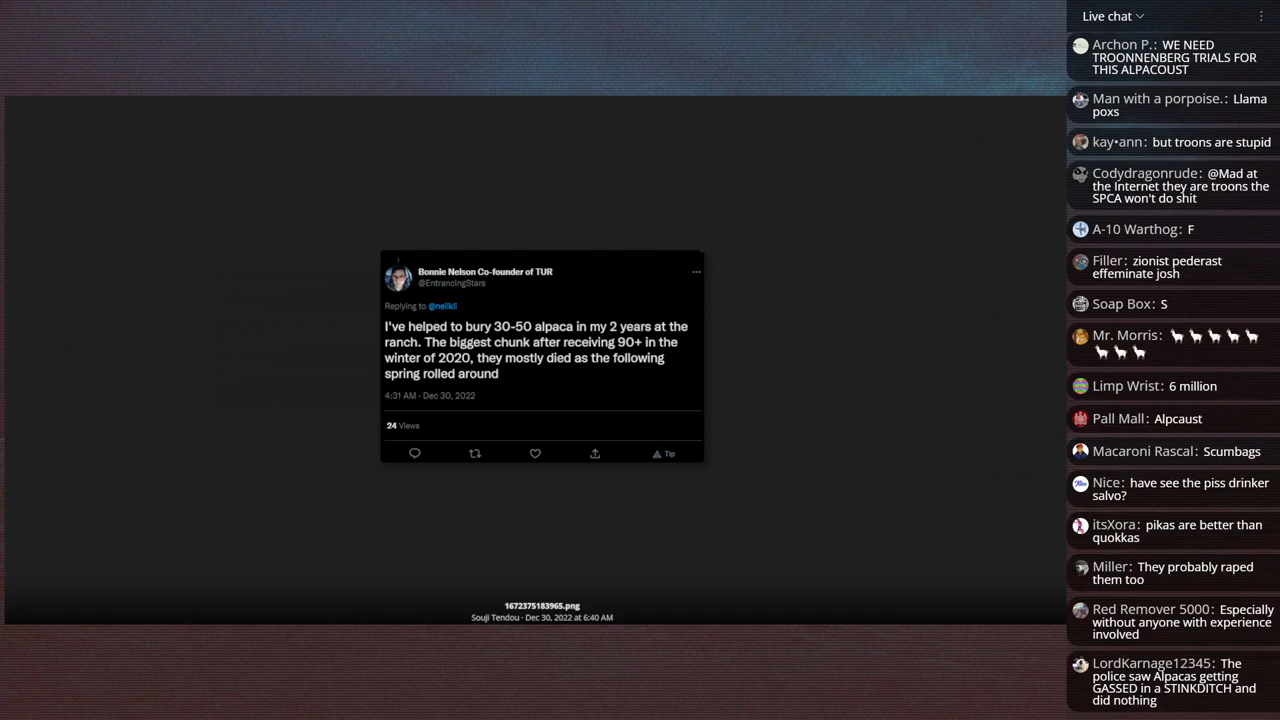 Bonnie Nelson Co-founder of TUR
@EntrancingStars
Replying to @neiikii
I've helped to bury 30-50 alpaca in my 2 years at the
ranch. The biggest chunk after receiving 90+ in the
winter of 2020, they mostly died as the following
spring rolled around
4:31 AM · Dec 30, 2022
24 Views
Tip
1672375183965.png
Souji Tendou · Dec 30, 2022 at 6:40 AM
Live chat
Archon P.: WE NEED
TROONNENBERG TRIALS FOR
THIS ALPACOUST
Man with a porpoise.: Llama
poxs
kay•ann: but troons are stupid
Codydragonrude: @Mad at
the Internet they are troons the
SPCA won't do shit
A-10 Warthog: F
Filler: zionist pederast
effeminate josh
Soap Box: S
Mr. Morris: 🦙 🦙 🦙 🦙 🦙
🦙 🦙 🦙
Limp Wrist: 6 million
Pall Mall: Alpcaust
Macaroni Rascal: Scumbags
Nice: have see the piss drinker
salvo?
itsXora: pikas are better than
quokkas
Miller: They probably raped
them too
Red Remover 5000: Especially
without anyone with experience
involved
LordKarnage12345: The
police saw Alpacas getting
GASSED in a STINKDITCH and
did nothing